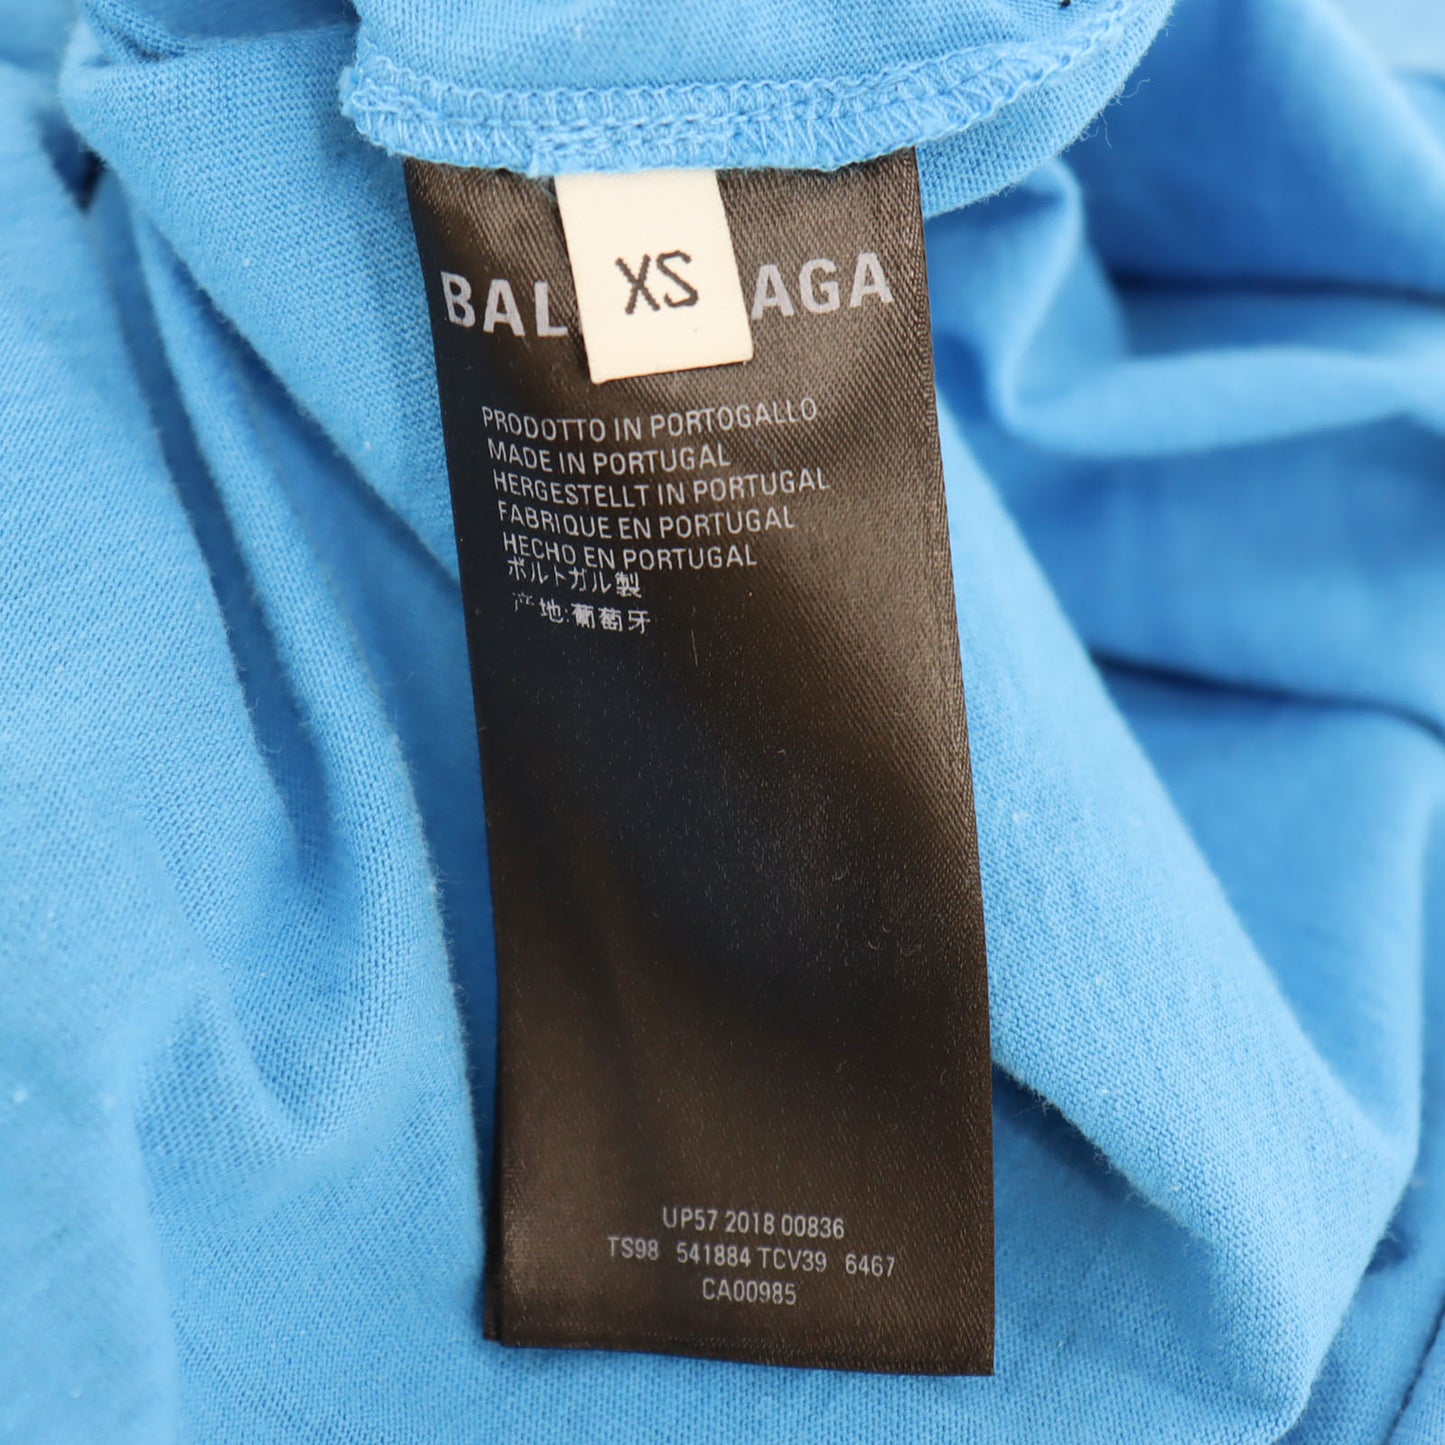 XS
BAL AGA
PRODOTTO IN PORTOGALLO
MADE IN PORTUGAL
HERGESTELLT IN PORTUGAL
FABRIQUE EN PORTUGAL
HECHO EN PORTUGAL
ポルトガル製
产地:葡萄牙
UP57 2018 00836
TS98 541884 TCV39 6467
CA00985